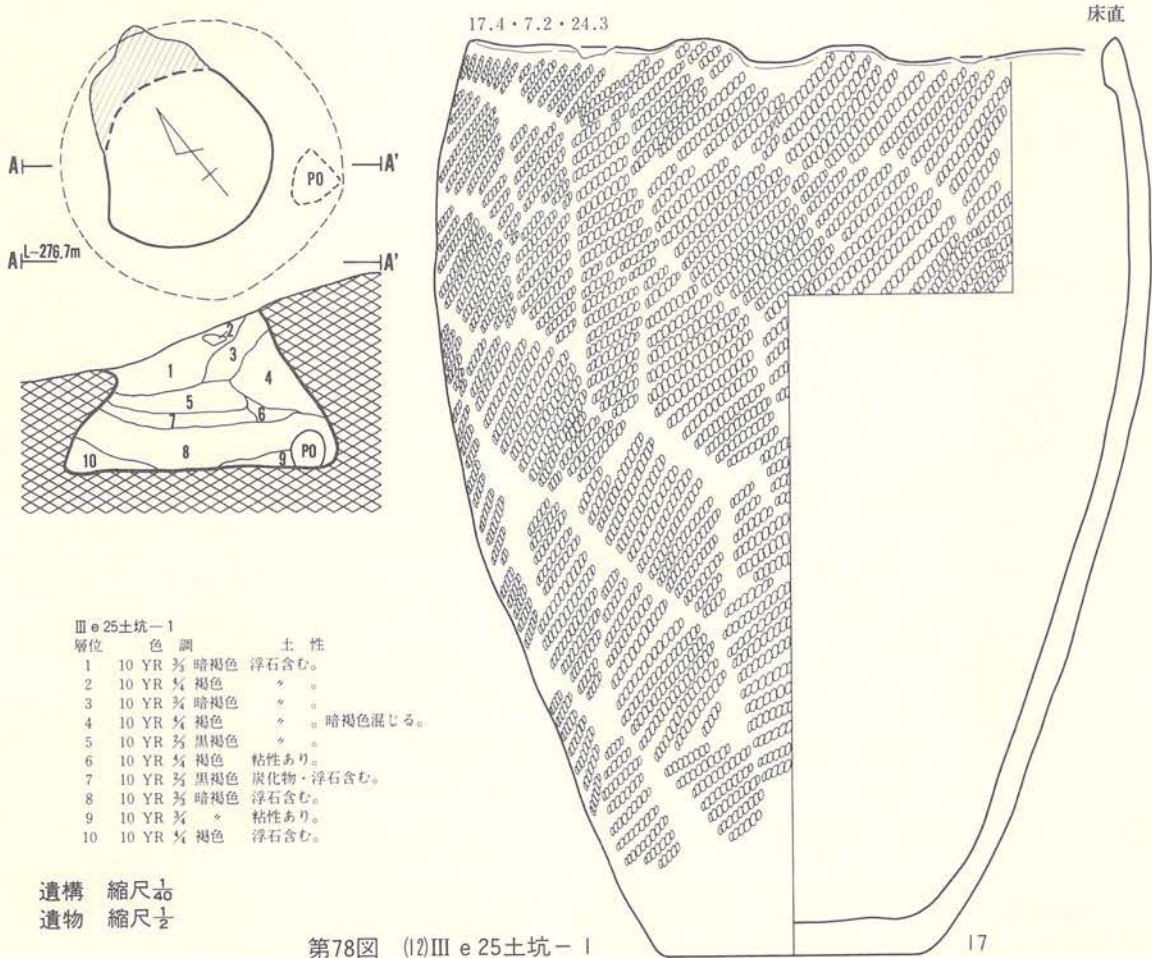 17.4・7.2・24.3
床直
A A'
PO
A L-276.7m A'
1
2
3
4
5
6
7
8
9
PO
10
Ⅲ e 25土坑-1
層位 色 調 土 性
1 10 YR 3/3 暗褐色 浮石含む。
2 10 YR 4/4 褐色 〃 。
3 10 YR 3/4 暗褐色 〃 。
4 10 YR 4/4 褐色 〃 。暗褐色混じる。
5 10 YR 2/3 黒褐色 〃 。
6 10 YR 4/4 褐色 粘性あり。
7 10 YR 2/3 黒褐色 炭化物・浮石含む。
8 10 YR 3/3 暗褐色 浮石含む。
9 10 YR 3/4 〃 粘性あり。
10 10 YR 4/4 褐色 浮石含む。
遺構 縮尺1/40
遺物 縮尺1/2
第78図 (12)Ⅲ e 25土坑-1
17